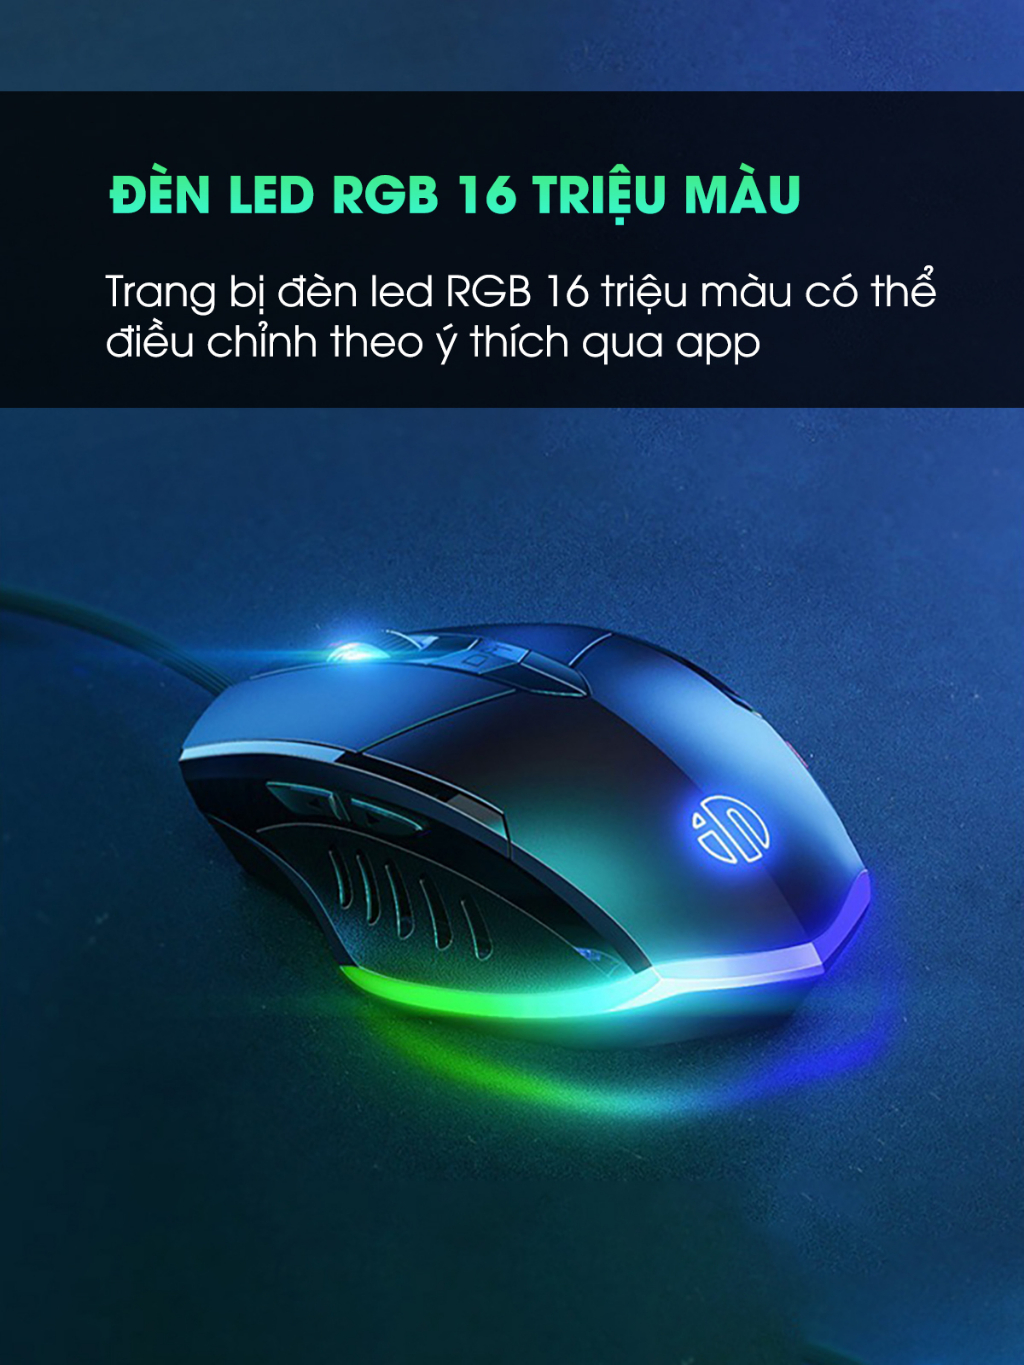 ĐÈN LED RGB 16 TRIỆU MÀU
Trang bị đèn led RGB 16 triệu màu có thể
điều chỉnh theo ý thích qua app